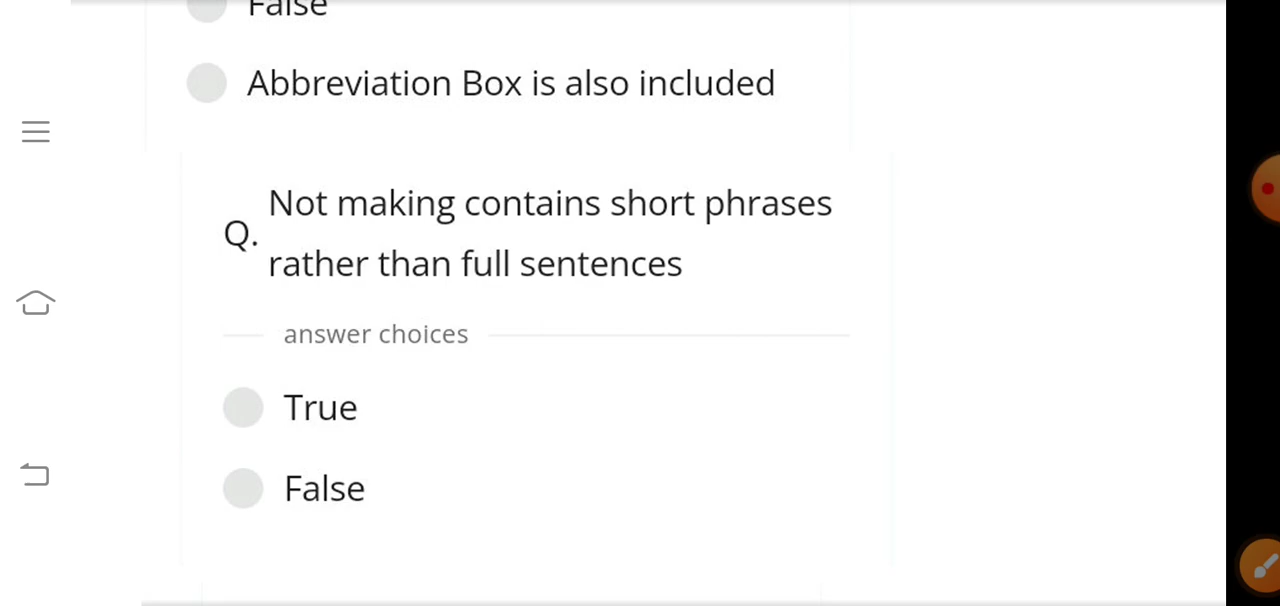 False
Abbreviation Box is also included
Not making contains short phrases
Q.
rather than full sentences
answer choices
True
False